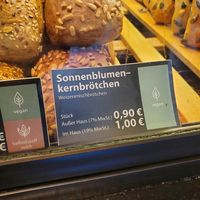 Sonnenblumen-
kernbrötchen
Weizenmischbrötchen
Stück
Außer Haus (7% MwSt.) 0,90 €
Im Haus (19% MwSt.) 1,00 €
vegan
vegan
€
€